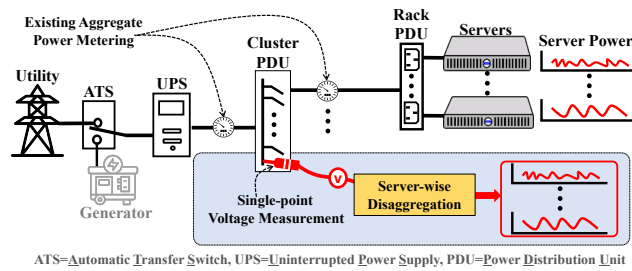 Existing Aggregate
Power Metering
Utility
ATS
UPS
Cluster
PDU
Rack
PDU
Servers
Server Power
Generator
Single-point
Voltage Measurement
V
Server-wise
Disaggregation
ATS=Automatic Transfer Switch, UPS=Uninterrupted Power Supply, PDU=Power Distribution Unit